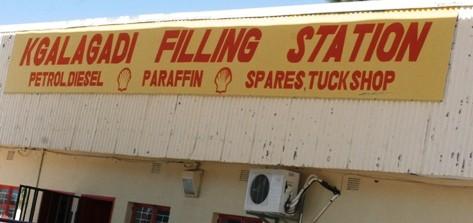 KGALAGADI FILLING STATION
PETROL,DIESEL PARAFFIN SPARES,TUCKSHOP